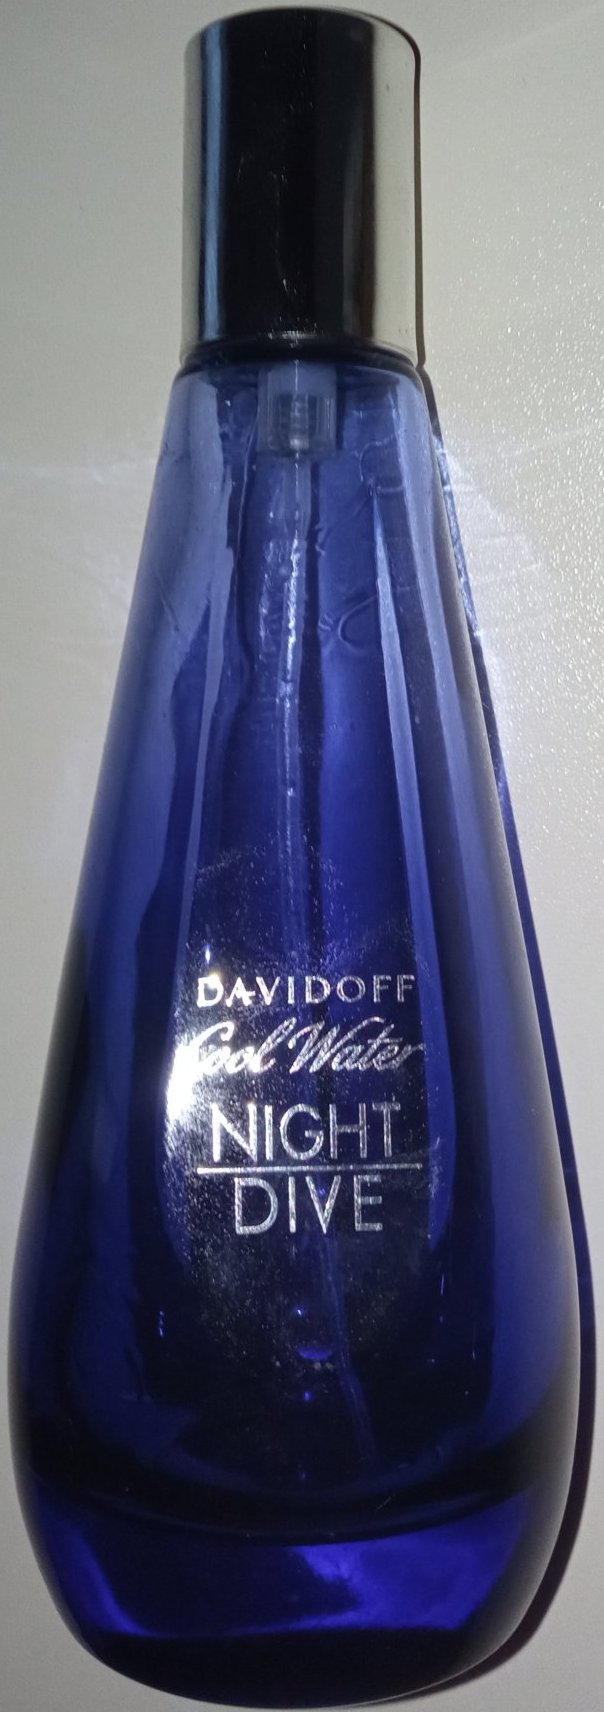 DAVIDOFF
Cool Water
NIGHT
DIVE